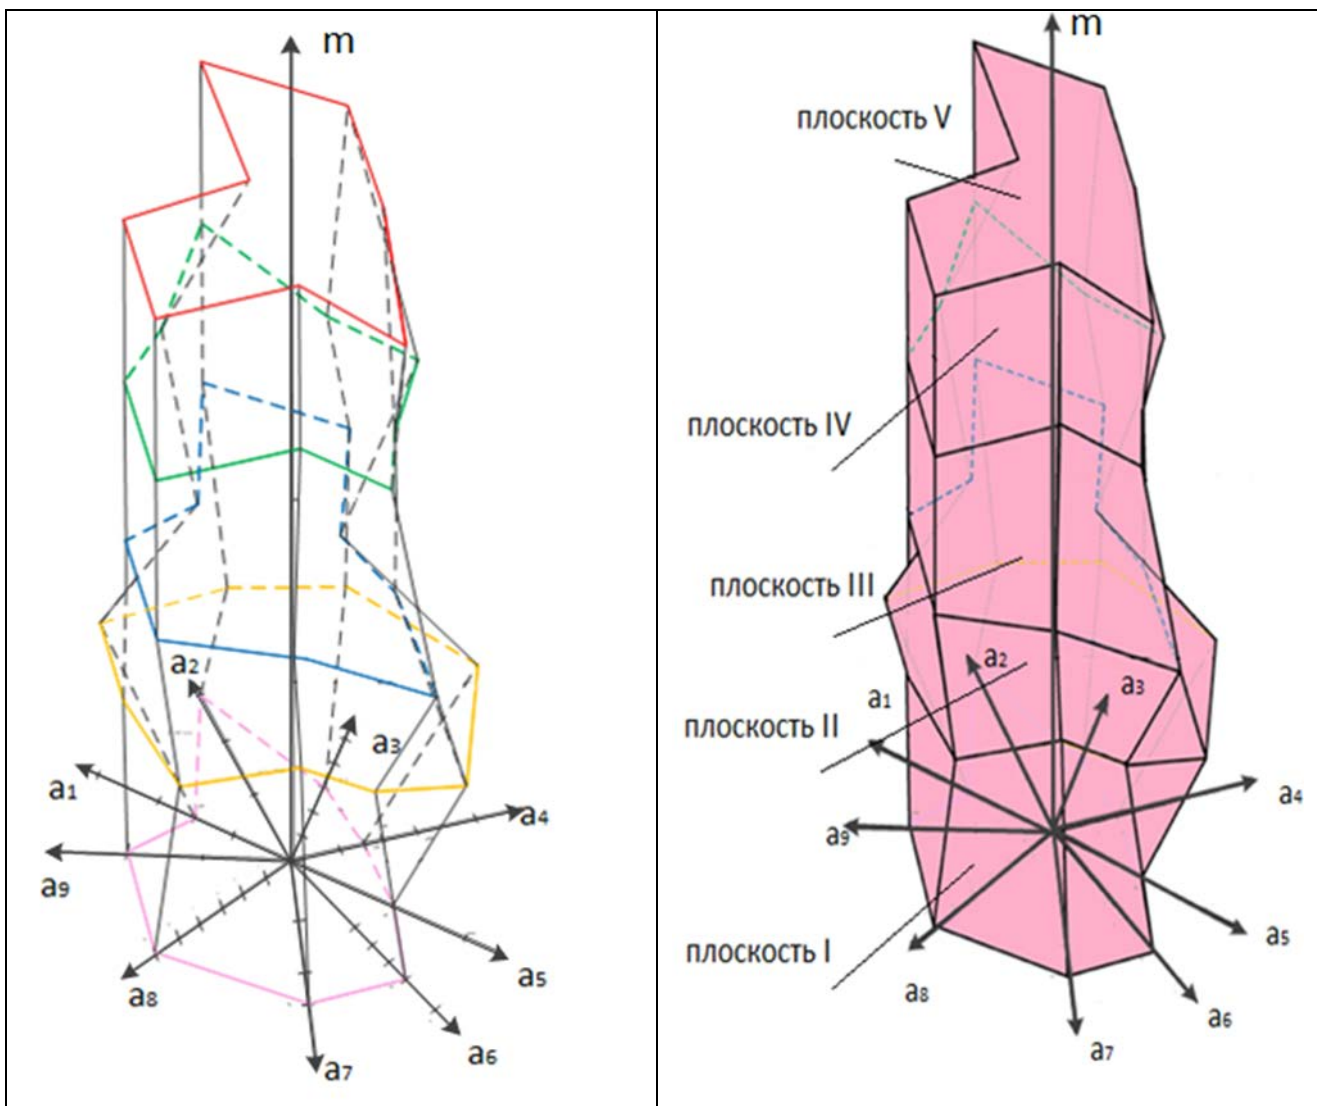 m
a2
a3
a1
a4
a9
a5
a8
a6
a7
m
плоскость V
плоскость IV
плоскость III
a2
a3
a1
плоскость II
a4
a9
a5
плоскость I
a8
a6
a7